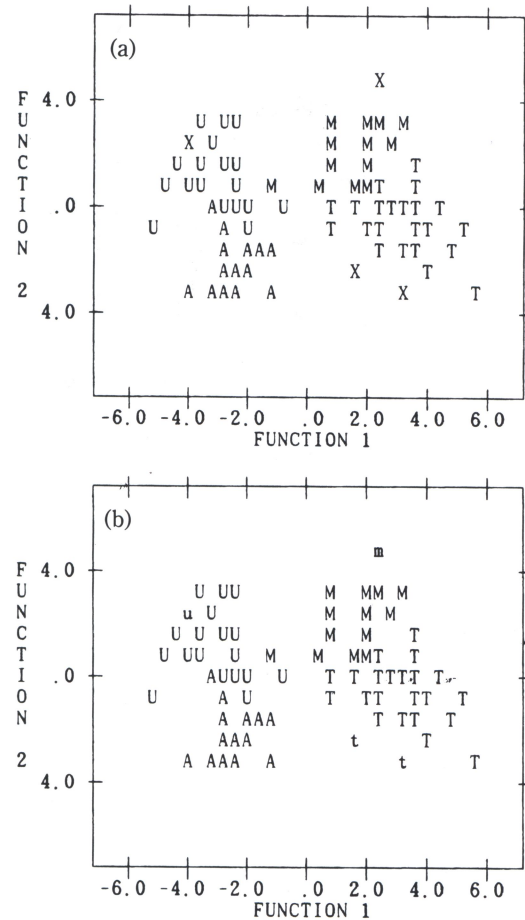 (a)
X
F 4.0
U U UU M MM M
N X U M M M
C U U UU M M T
T U UU U M M MMT T
I .0 AUUU U T T TTTT T
O U A U T TT TT T
N A AAA T TT T
AAA X T
2 A AAA A X T
4.0
-6.0 -4.0 -2.0 .0 2.0 4.0 6.0
FUNCTION 1
(b)
m
F 4.0
U U UU M MM M
N u U M M M
C U U UU M M T
T U UU U M M MMT T
I .0 AUUU U T T TTTT T
O U A U T TT TT T
N A AAA T TT T
AAA t T
2 A AAA A t T
4.0
-6.0 -4.0 -2.0 .0 2.0 4.0 6.0
FUNCTION 1